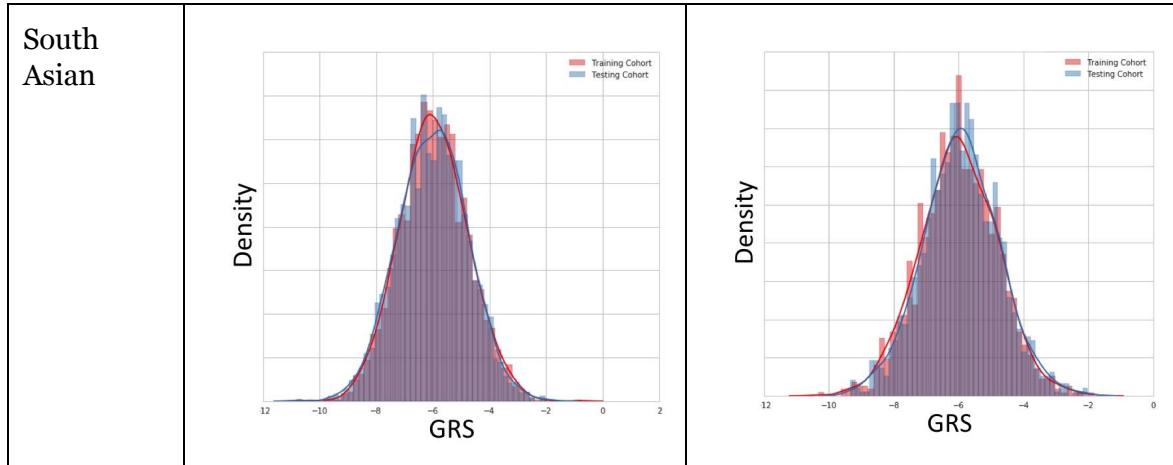 South
Asian
Training Cohort
Testing Cohort
Density
12 −10 −8 −6 −4 −2 0 2
GRS
Training Cohort
Testing Cohort
Density
12 −10 −8 −6 −4 −2 0
GRS